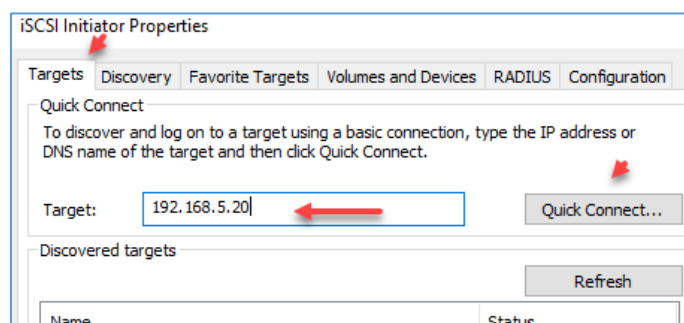 iSCSI Initiator Properties
Targets Discovery Favorite Targets Volumes and Devices RADIUS Configuration
Quick Connect
To discover and log on to a target using a basic connection, type the IP address or
DNS name of the target and then click Quick Connect.
Target: 192.168.5.20 Quick Connect...
Discovered targets
Refresh
Name Status